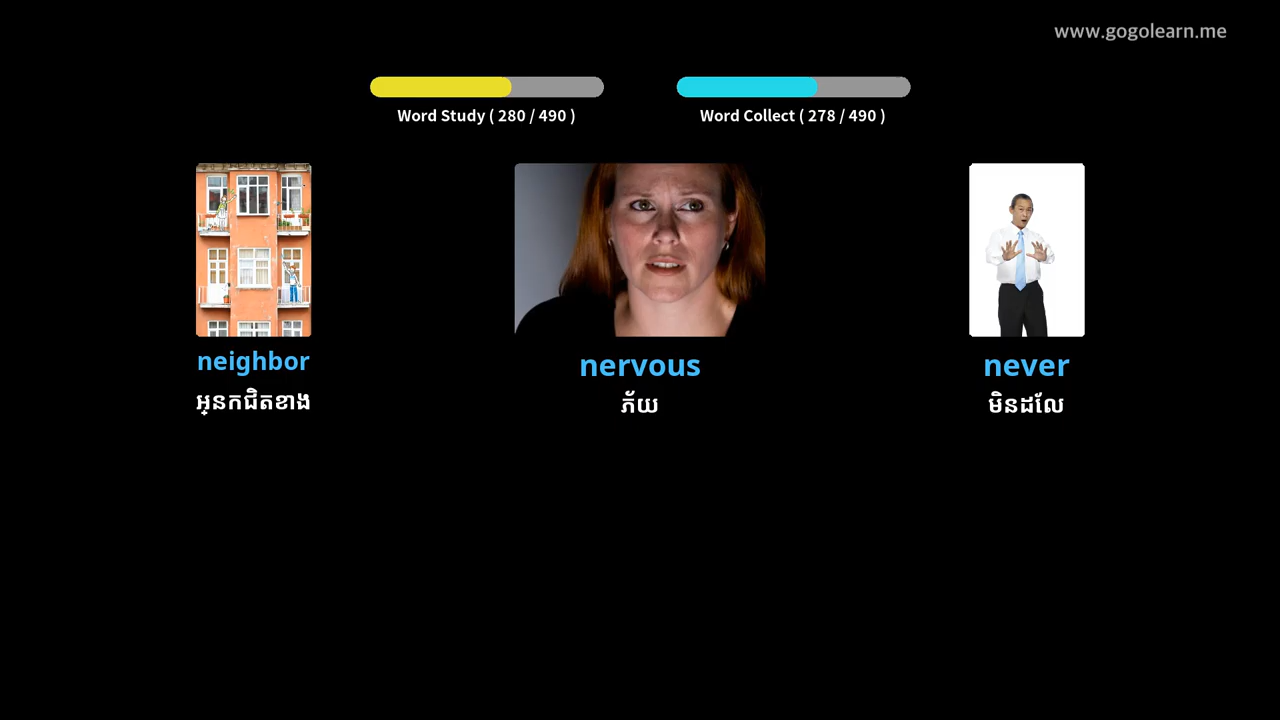 www.gogolearn.me
Word Study ( 280 / 490 )
Word Collect ( 278 / 490 )
neighbor
អ្នកជិតខាង
nervous
ភ័យ
never
មិនដលែ